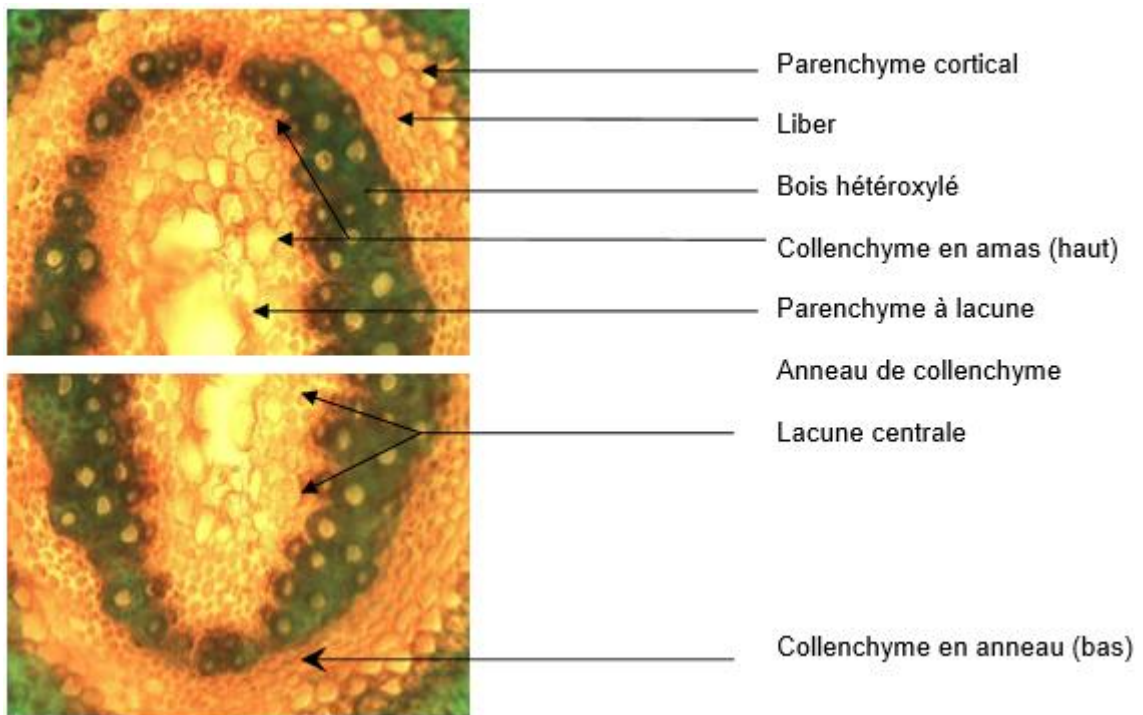 Parenchyme cortical
Liber
Bois hétéroxylé
Collenchyme en amas (haut)
Parenchyme à lacune
Anneau de collenchyme
Lacune centrale
Collenchyme en anneau (bas)